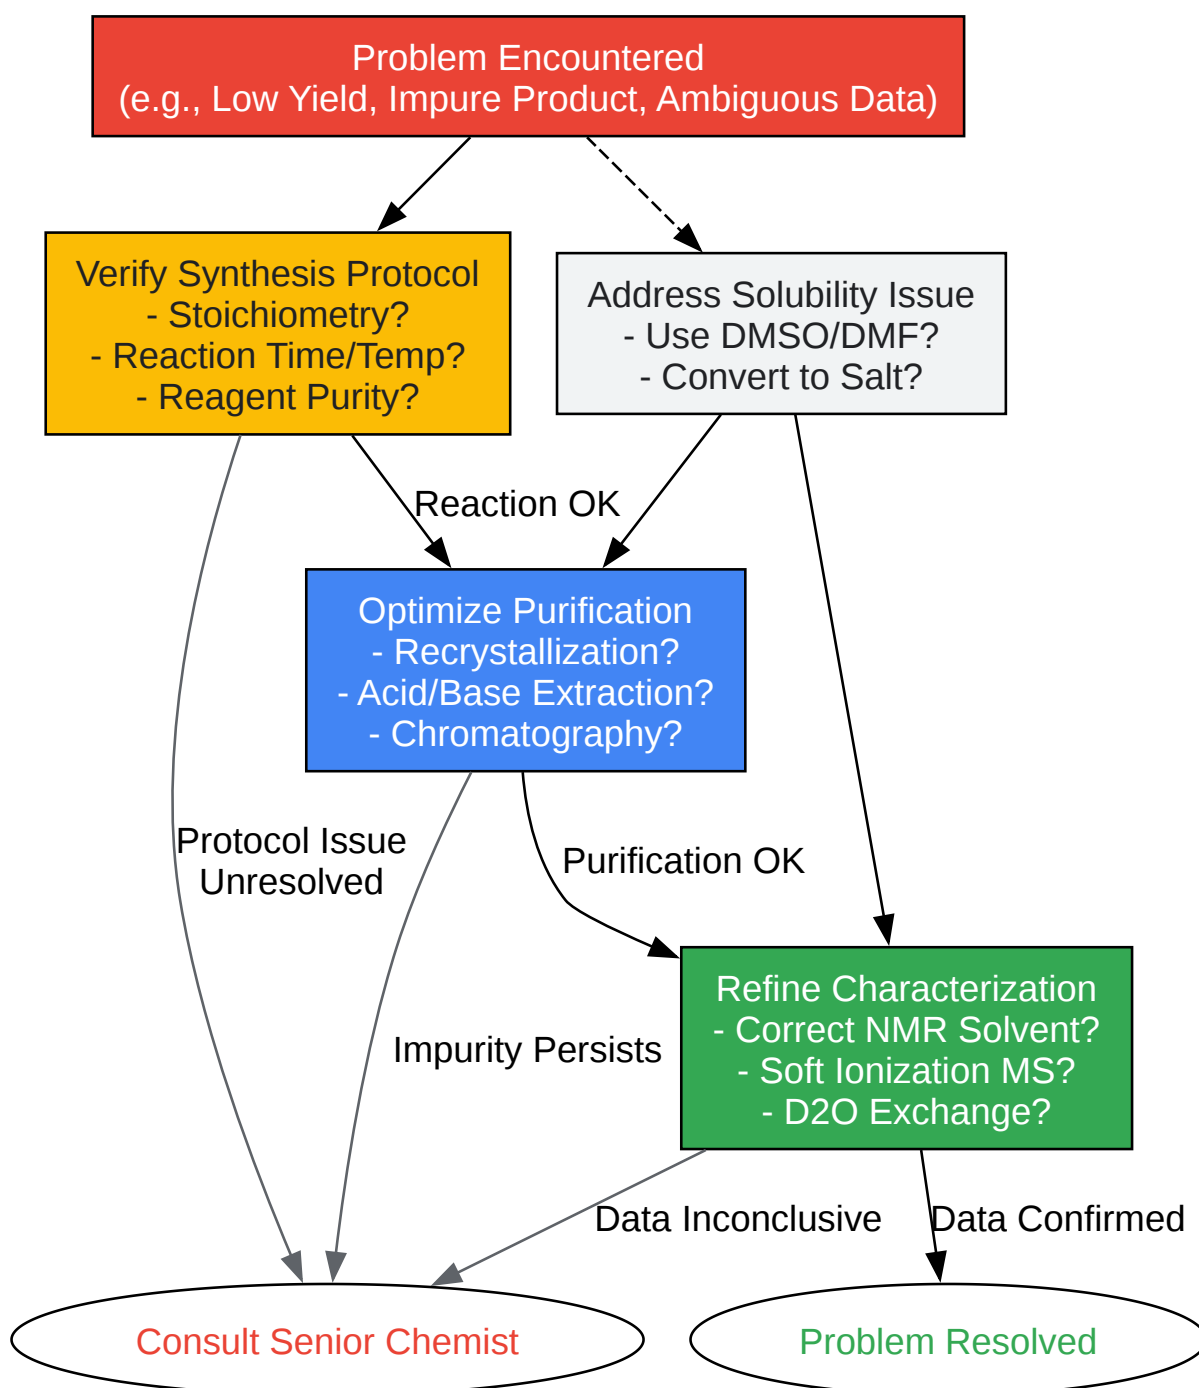 Problem Encountered
(e.g., Low Yield, Impure Product, Ambiguous Data)
Verify Synthesis Protocol
- Stoichiometry?
- Reaction Time/Temp?
- Reagent Purity?
Address Solubility Issue
- Use DMSO/DMF?
- Convert to Salt?
Reaction OK
Optimize Purification
- Recrystallization?
- Acid/Base Extraction?
- Chromatography?
Protocol Issue
Unresolved
Purification OK
Impurity Persists
Refine Characterization
- Correct NMR Solvent?
- Soft Ionization MS?
- D2O Exchange?
Data Inconclusive
Data Confirmed
Consult Senior Chemist
Problem Resolved